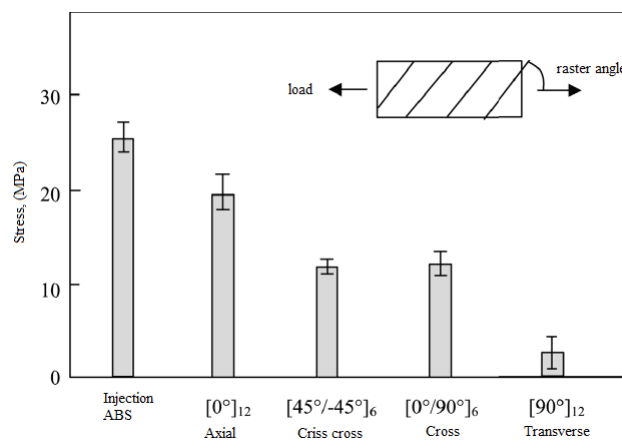 30
20
10
0
Stress, (MPa)
load
raster angle
Injection
ABS
[0°]₁₂
Axial
[45°/-45°]₆
Criss cross
[0°/90°]₆
Cross
[90°]₁₂
Transverse